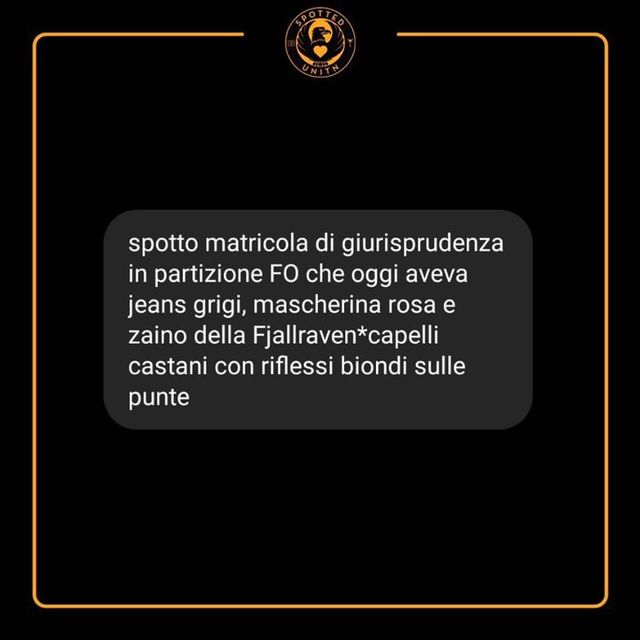 SPOTTED
UNITN
spotto matricola di giurisprudenza
in partizione FO che oggi aveva
jeans grigi, mascherina rosa e
zaino della Fjallraven*capelli
castani con riflessi biondi sulle
punte